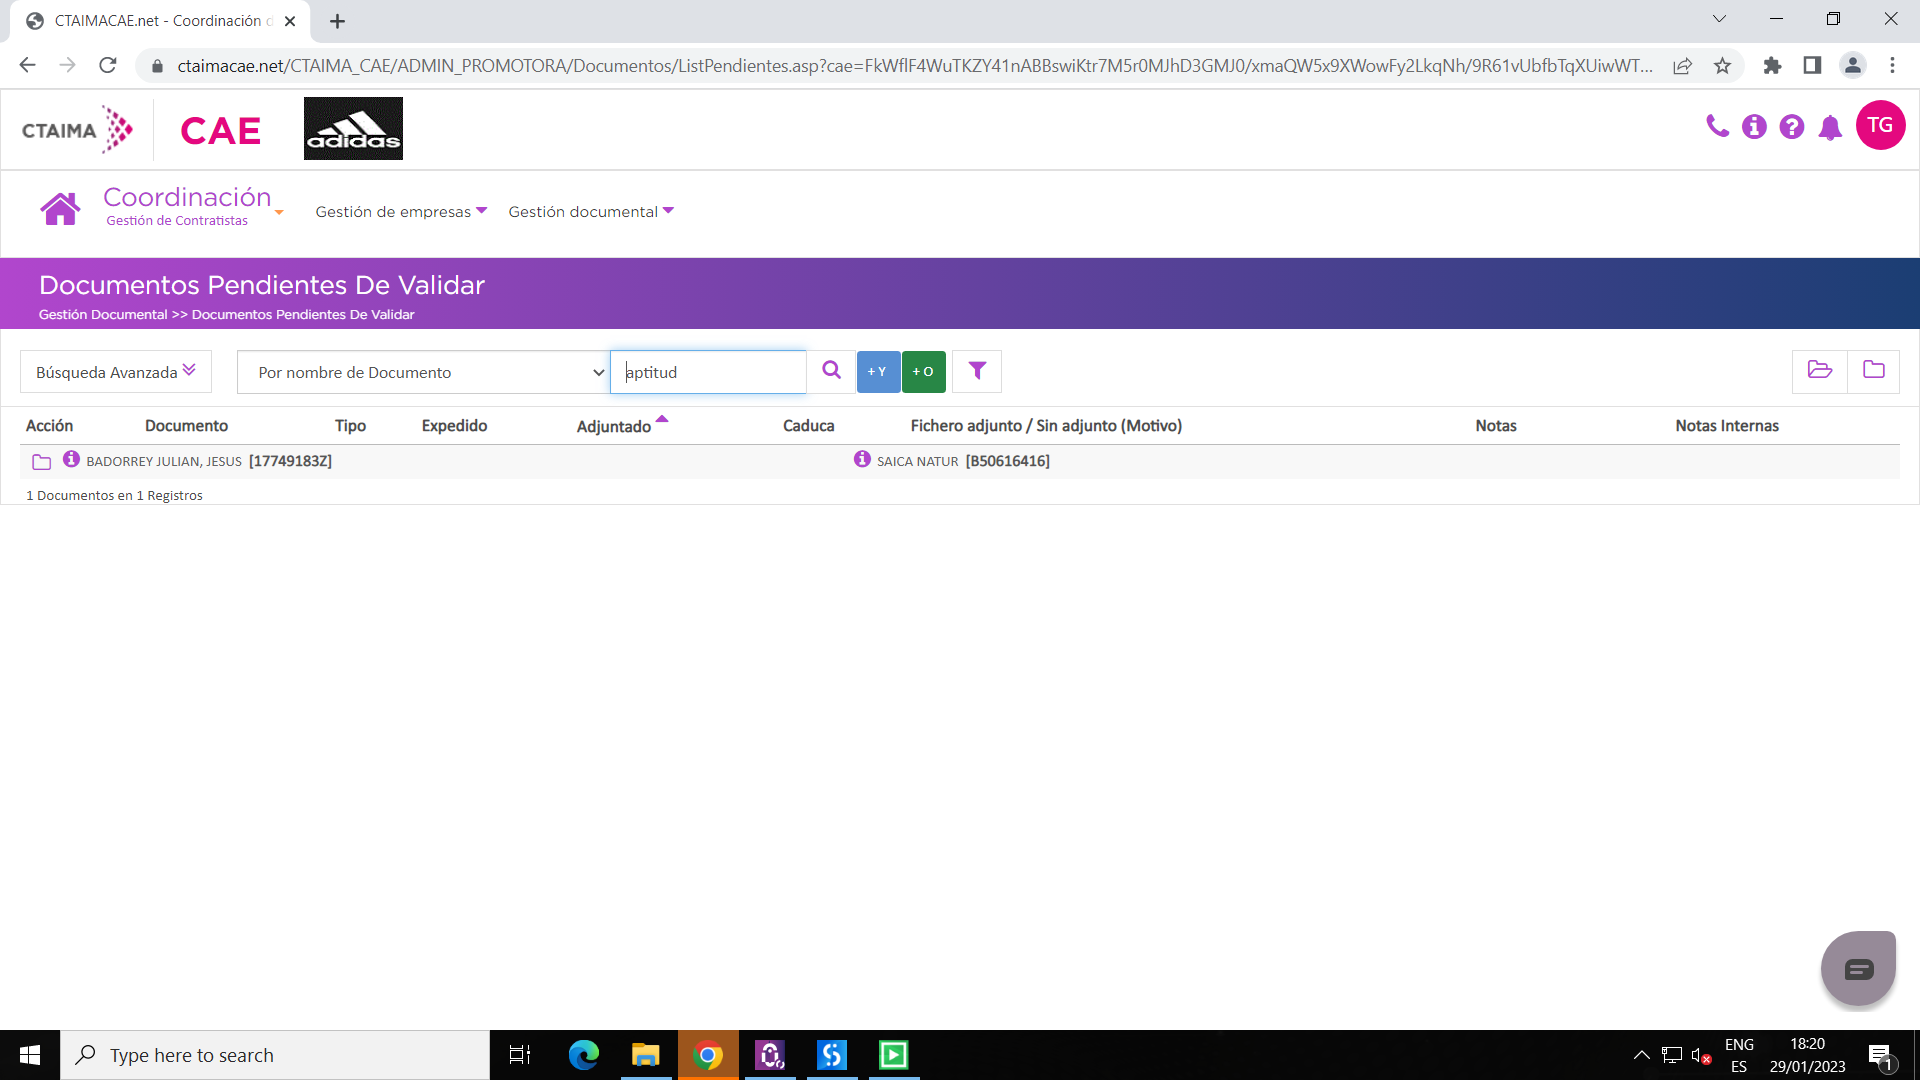 CTAIMACAE.net - Coordinación d
ctaimacae.net/CTAIMA_CAE/ADMIN_PROMOTORA/Documentos/ListPendientes.asp?cae=FkWflF4WuTKZY41nABBswiKtr7M5r0MJhD3GMJ0/xmaQW5x9XWowFy2LkqNh/9R61vUbfbTqXUiwWT...
CTAIMA CAE adidas TG
Coordinación
Gestión de Contratistas
Gestión de empresas Gestión documental
Documentos Pendientes De Validar
Gestión Documental >> Documentos Pendientes De Validar
Búsqueda Avanzada Por nombre de Documento aptitud + Y + O
Acción Documento Tipo Expedido Adjuntado Caduca Fichero adjunto / Sin adjunto (Motivo) Notas Notas Internas
BADORREY JULIAN, JESUS [17749183Z] SAICA NATUR [B50616416]
1 Documentos en 1 Registros
Type here to search
ENG
ES
18:20
29/01/2023
1